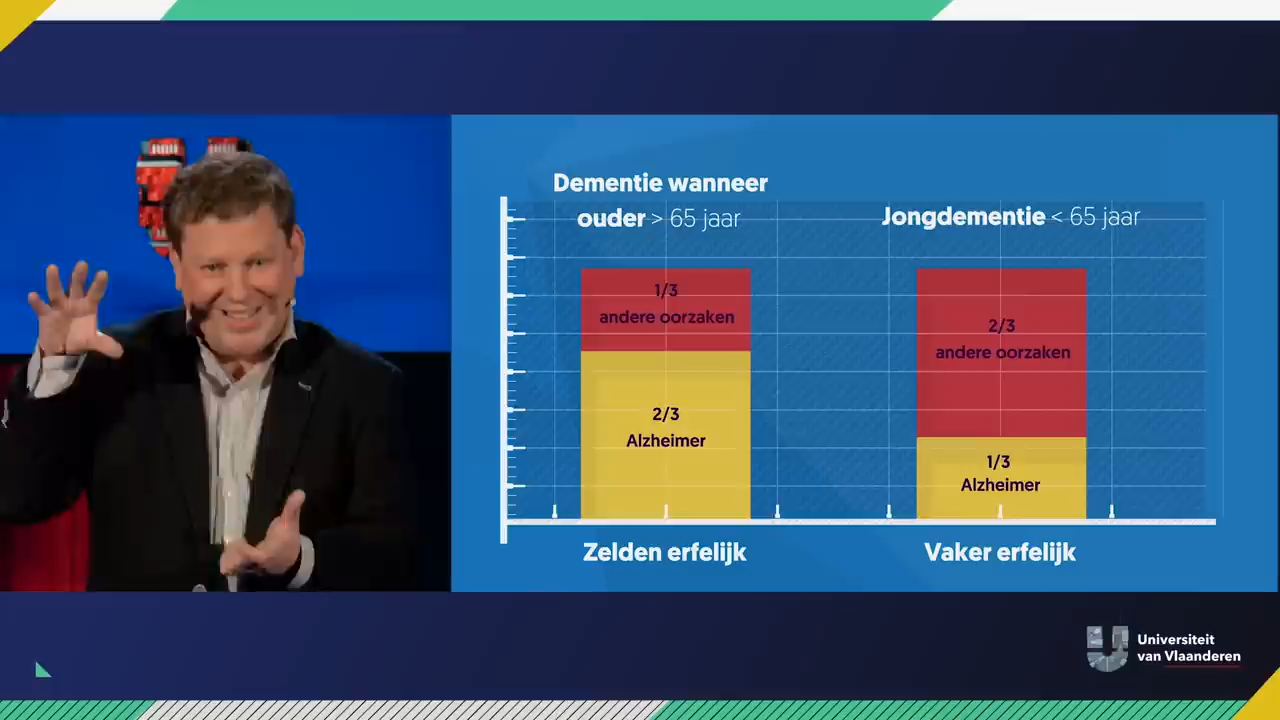 Dementie wanneer
ouder > 65 jaar
1/3
andere oorzaken
2/3
Alzheimer
Zelden erfelijk
Jongdementie < 65 jaar
2/3
andere oorzaken
1/3
Alzheimer
Vaker erfelijk
Universiteit
van Vlaanderen